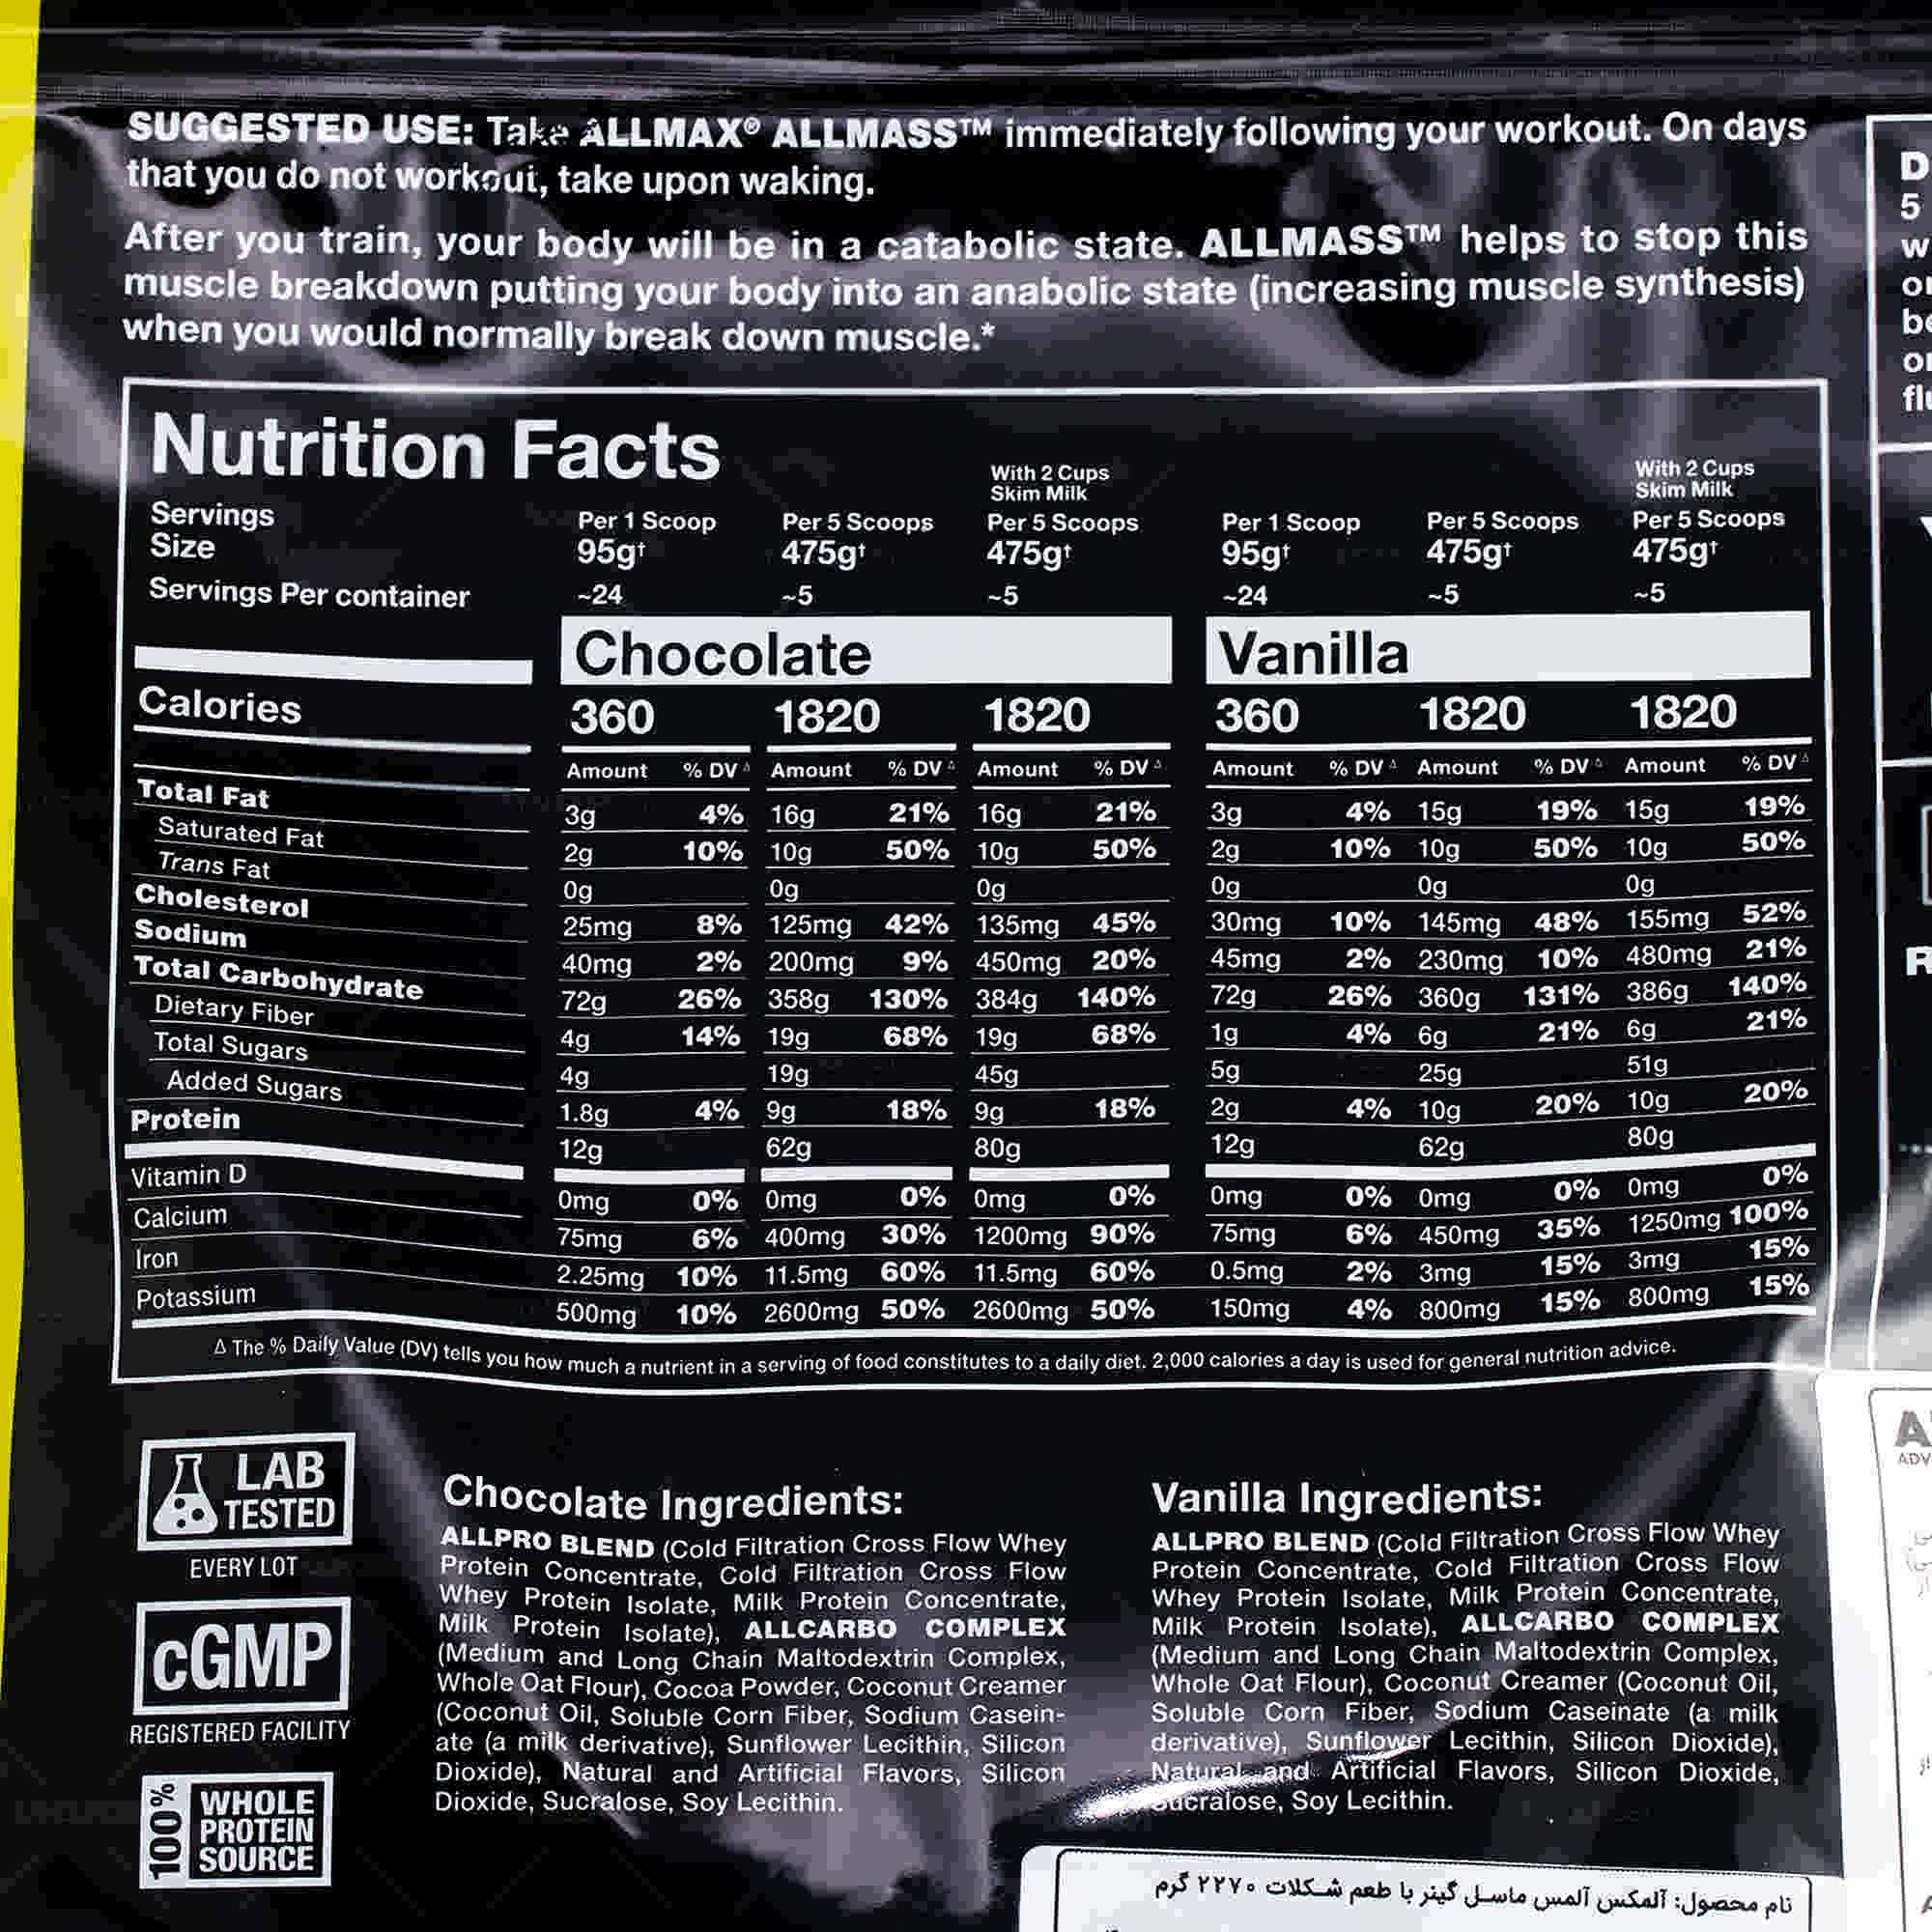 SUGGESTED USE: Take ALLMAX® ALLMASS™ immediately following your workout. On days
that you do not workout, take upon waking.
After you train, your body will be in a catabolic state. ALLMASS™ helps to stop this
muscle breakdown putting your body into an anabolic state (increasing muscle synthesis)
when you would normally break down muscle.*
Nutrition Facts
With 2 Cups Skim Milk With 2 Cups Skim Milk
Servings Size Per 1 Scoop 95g† Per 5 Scoops 475g† Per 5 Scoops 475g† Per 1 Scoop 95g† Per 5 Scoops 475g† Per 5 Scoops 475g†
Servings Per container ~24 ~5 ~5 ~24 ~5 ~5
Chocolate Vanilla
Calories 360 1820 1820 360 1820 1820
Amount % DV Δ Amount % DV Δ Amount % DV Δ Amount % DV Δ Amount % DV Δ Amount % DV Δ
Total Fat 3g 4% 16g 21% 16g 21% 3g 4% 15g 19% 15g 19%
Saturated Fat 2g 10% 10g 50% 10g 50% 2g 10% 10g 50% 10g 50%
Trans Fat 0g 0g 0g 0g 0g 0g
Cholesterol 25mg 8% 125mg 42% 135mg 45% 30mg 10% 145mg 48% 155mg 52%
Sodium 40mg 2% 200mg 9% 450mg 20% 45mg 2% 230mg 10% 480mg 21%
Total Carbohydrate 72g 26% 358g 130% 384g 140% 72g 26% 360g 131% 386g 140%
Dietary Fiber 4g 14% 19g 68% 19g 68% 1g 4% 6g 21% 6g 21%
Total Sugars 4g 19g 45g 5g 25g 51g
Added Sugars 1.8g 4% 9g 18% 9g 18% 2g 4% 10g 20% 10g 20%
Protein 12g 62g 80g 12g 62g 80g
Vitamin D 0mg 0% 0mg 0% 0mg 0% 0mg 0% 0mg 0% 0mg 0%
Calcium 75mg 6% 400mg 30% 1200mg 90% 75mg 6% 450mg 35% 1250mg 100%
Iron 2.25mg 10% 11.5mg 60% 11.5mg 60% 0.5mg 2% 3mg 15% 3mg 15%
Potassium 500mg 10% 2600mg 50% 2600mg 50% 150mg 4% 800mg 15% 800mg 15%
Δ The % Daily Value (DV) tells you how much a nutrient in a serving of food constitutes to a daily diet. 2,000 calories a day is used for general nutrition advice.
LAB
TESTED
EVERY LOT
cGMP
REGISTERED FACILITY
100%
WHOLE
PROTEIN
SOURCE
Chocolate Ingredients:
ALLPRO BLEND (Cold Filtration Cross Flow Whey
Protein Concentrate, Cold Filtration Cross Flow
Whey Protein Isolate, Milk Protein Concentrate,
Milk Protein Isolate), ALLCARBO COMPLEX
(Medium and Long Chain Maltodextrin Complex,
Whole Oat Flour), Cocoa Powder, Coconut Creamer
(Coconut Oil, Soluble Corn Fiber, Sodium Casein-
ate (a milk derivative), Sunflower Lecithin, Silicon
Dioxide), Natural and Artificial Flavors, Silicon
Dioxide, Sucralose, Soy Lecithin.
Vanilla Ingredients:
ALLPRO BLEND (Cold Filtration Cross Flow Whey
Protein Concentrate, Cold Filtration Cross Flow
Whey Protein Isolate, Milk Protein Concentrate,
Milk Protein Isolate), ALLCARBO COMPLEX
(Medium and Long Chain Maltodextrin Complex,
Whole Oat Flour), Coconut Creamer (Coconut Oil,
Soluble Corn Fiber, Sodium Caseinate (a milk
derivative), Sunflower Lecithin, Silicon Dioxide),
Natural and Artificial Flavors, Silicon Dioxide,
Sucralose, Soy Lecithin.
نام محصول: آلمکس آلمس ماسل گینر با طعم شکلات ۲۲۷۰ گرم